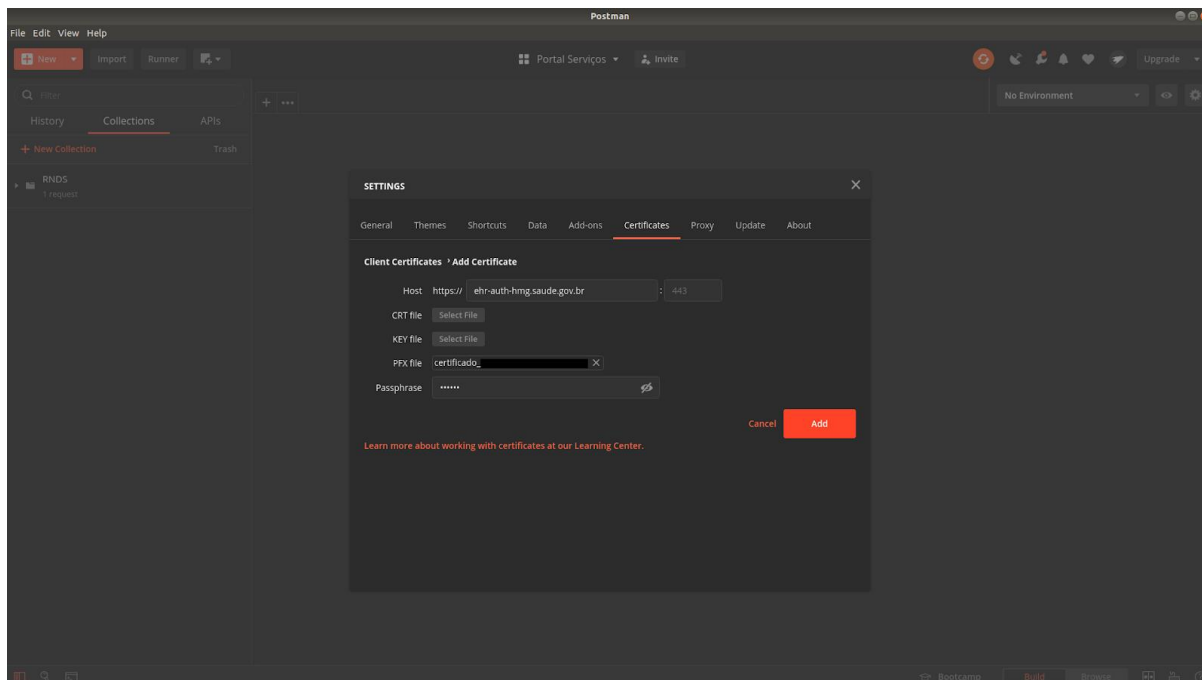 Postman
File Edit View Help
New Import Runner Portal Serviços Invite Upgrade
Filter
No Environment
History Collections APIs
+ New Collection Trash
RNDS
1 request
SETTINGS
General Themes Shortcuts Data Add-ons Certificates Proxy Update About
Client Certificates > Add Certificate
Host https:// ehr-auth-hmg.saude.gov.br : 443
CRT file Select File
KEY file Select File
PFX file certificado_
Passphrase ••••••
Cancel Add
Learn more about working with certificates at our Learning Center.
Bootcamp Build Browse